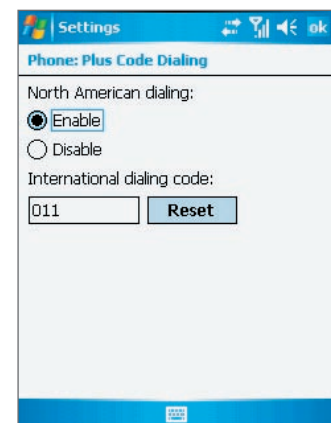 Settings
ok
Phone: Plus Code Dialing
North American dialing:
Enable
Disable
International dialing code:
011
Reset